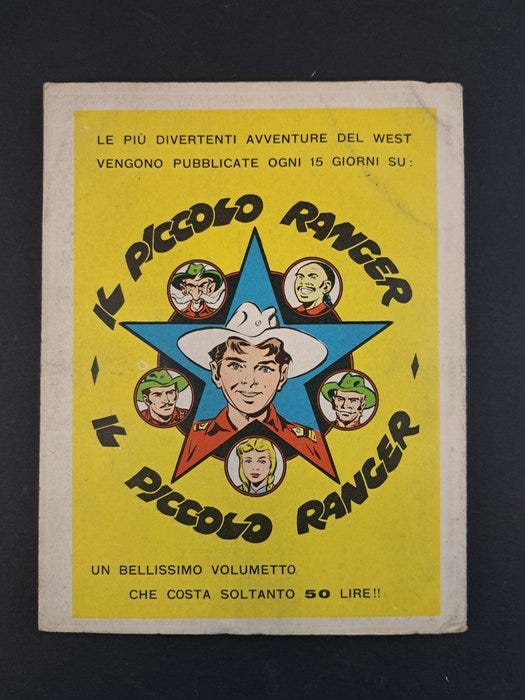 LE PIÙ DIVERTENTI AVVENTURE DEL WEST
VENGONO PUBBLICATE OGNI 15 GIORNI SU:
IL PICCOLO RANGER
IL PICCOLO RANGER
UN BELLISSIMO VOLUMETTO
CHE COSTA SOLTANTO 50 LIRE!!